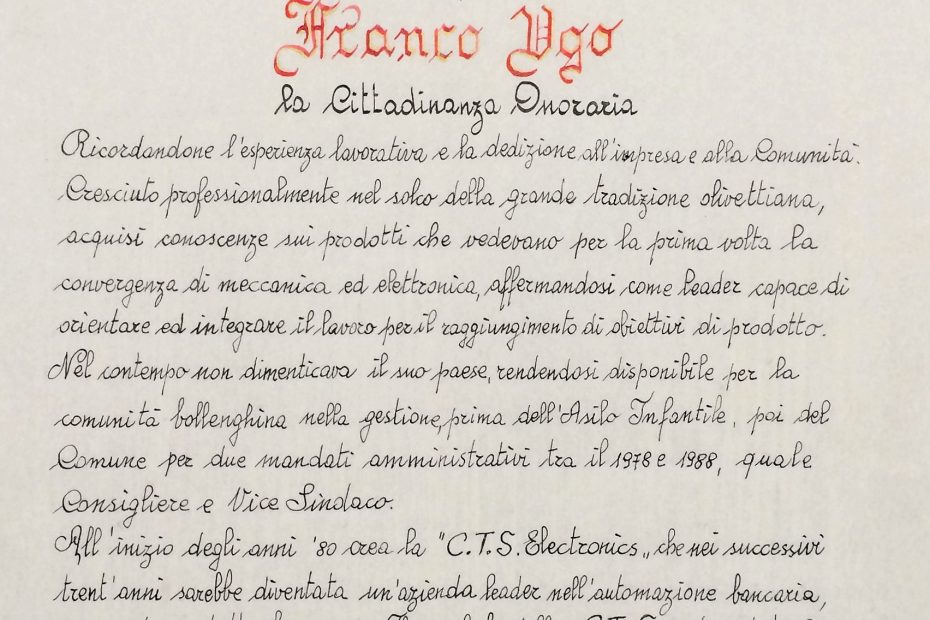 Franco Ugo
la Cittadinanza Onoraria
Ricordandone l'esperienza lavorativa e la dedizione all'impresa e alla Comunità.
Cresciuto professionalmente nel solco della grande tradizione olivettiana,
acquisì conoscenze sui prodotti che vedevano per la prima volta la
convergenza di meccanica ed elettronica, affermandosi come leader capace di
orientare ed integrare il lavoro per il raggiungimento di obiettivi di prodotto.
Nel contempo non dimenticava il suo paese, rendendosi disponibile per la
comunità bollenghina nella gestione, prima dell'Asilo Infantile, poi del
Comune per due mandati amministrativi tra il 1978 e 1988, quale
Consigliere e Vice Sindaco.
All'inizio degli anni '80 crea la "C.T.S. Electronics„ che nei successivi
trent'anni sarebbe diventata un'azienda leader nell'automazione bancaria,